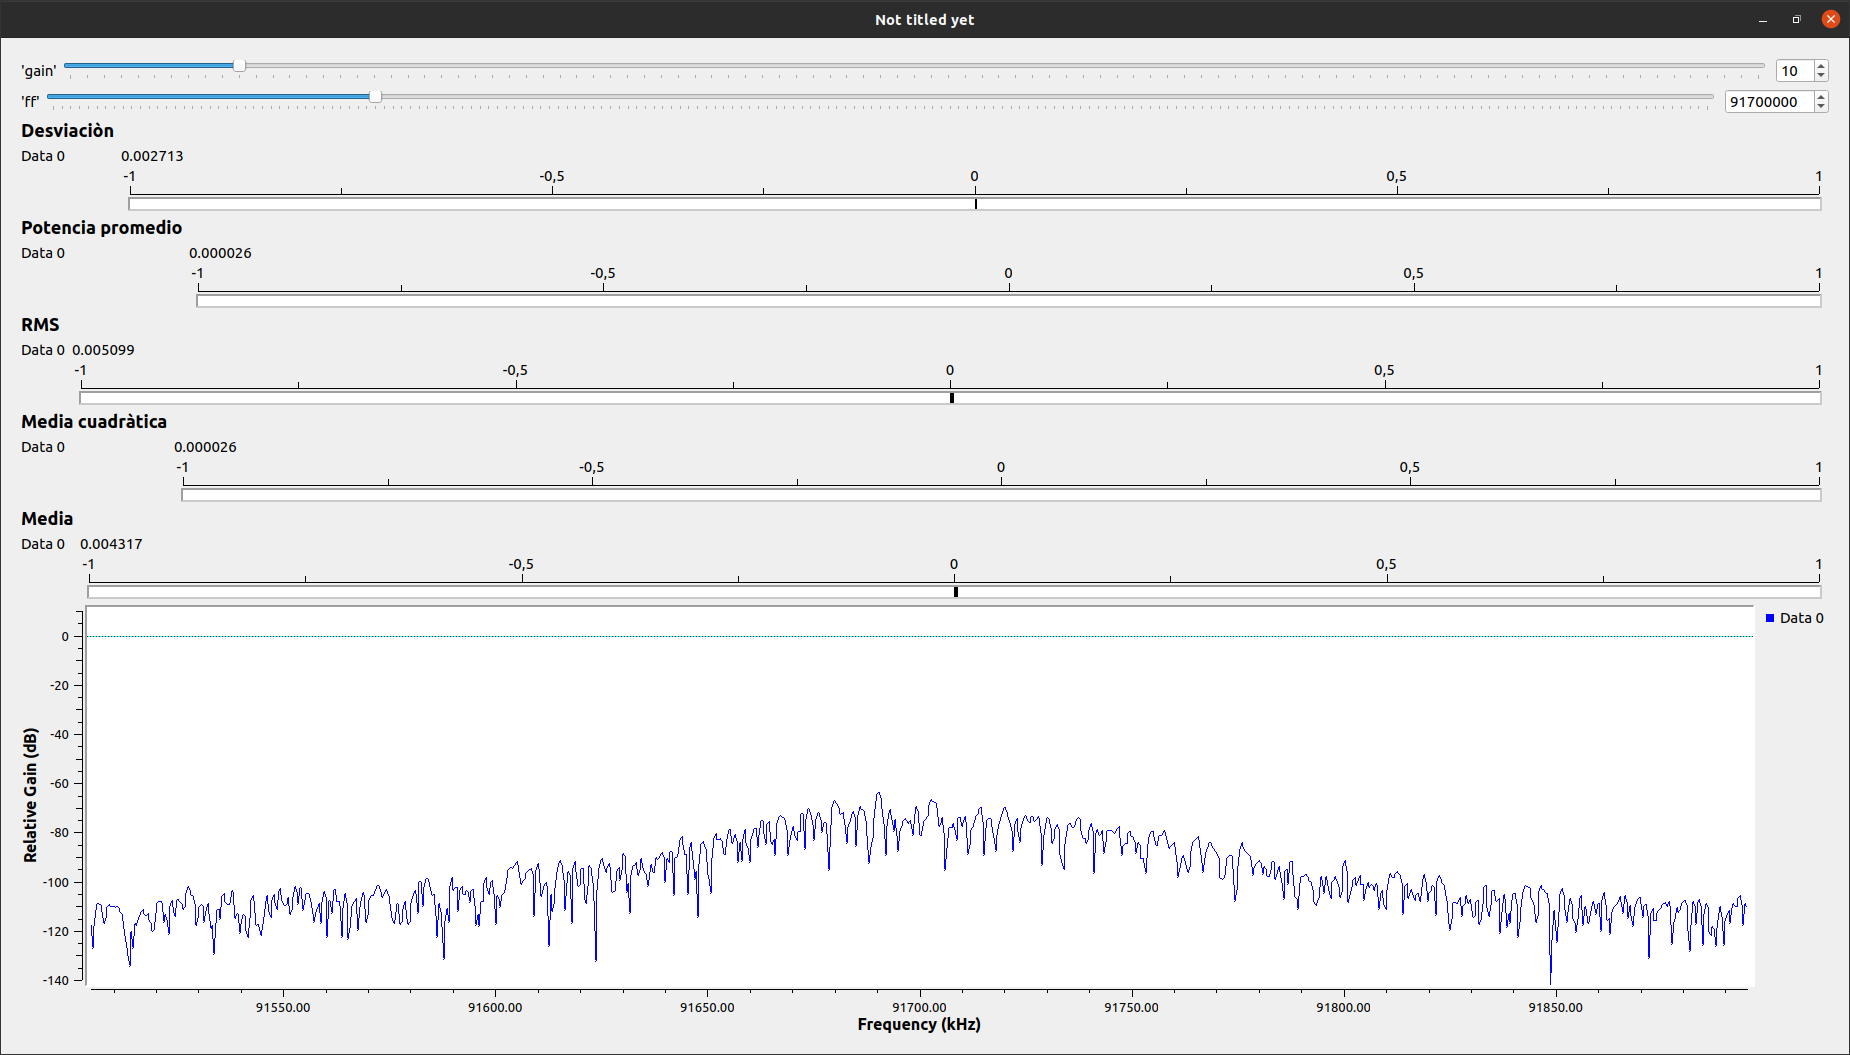 Not titled yet
'gain' 10
'ff' 91700000
Desviaciòn
Data 0 0.002713
-1 -0,5 0 0,5 1
Potencia promedio
Data 0 0.000026
-1 -0,5 0 0,5 1
RMS
Data 0 0.005099
-1 -0,5 0 0,5 1
Media cuadràtica
Data 0 0.000026
-1 -0,5 0 0,5 1
Media
Data 0 0.004317
-1 -0,5 0 0,5 1
Data 0
Relative Gain (dB)
0
-20
-40
-60
-80
-100
-120
-140
91550.00 91600.00 91650.00 91700.00 91750.00 91800.00 91850.00
Frequency (kHz)